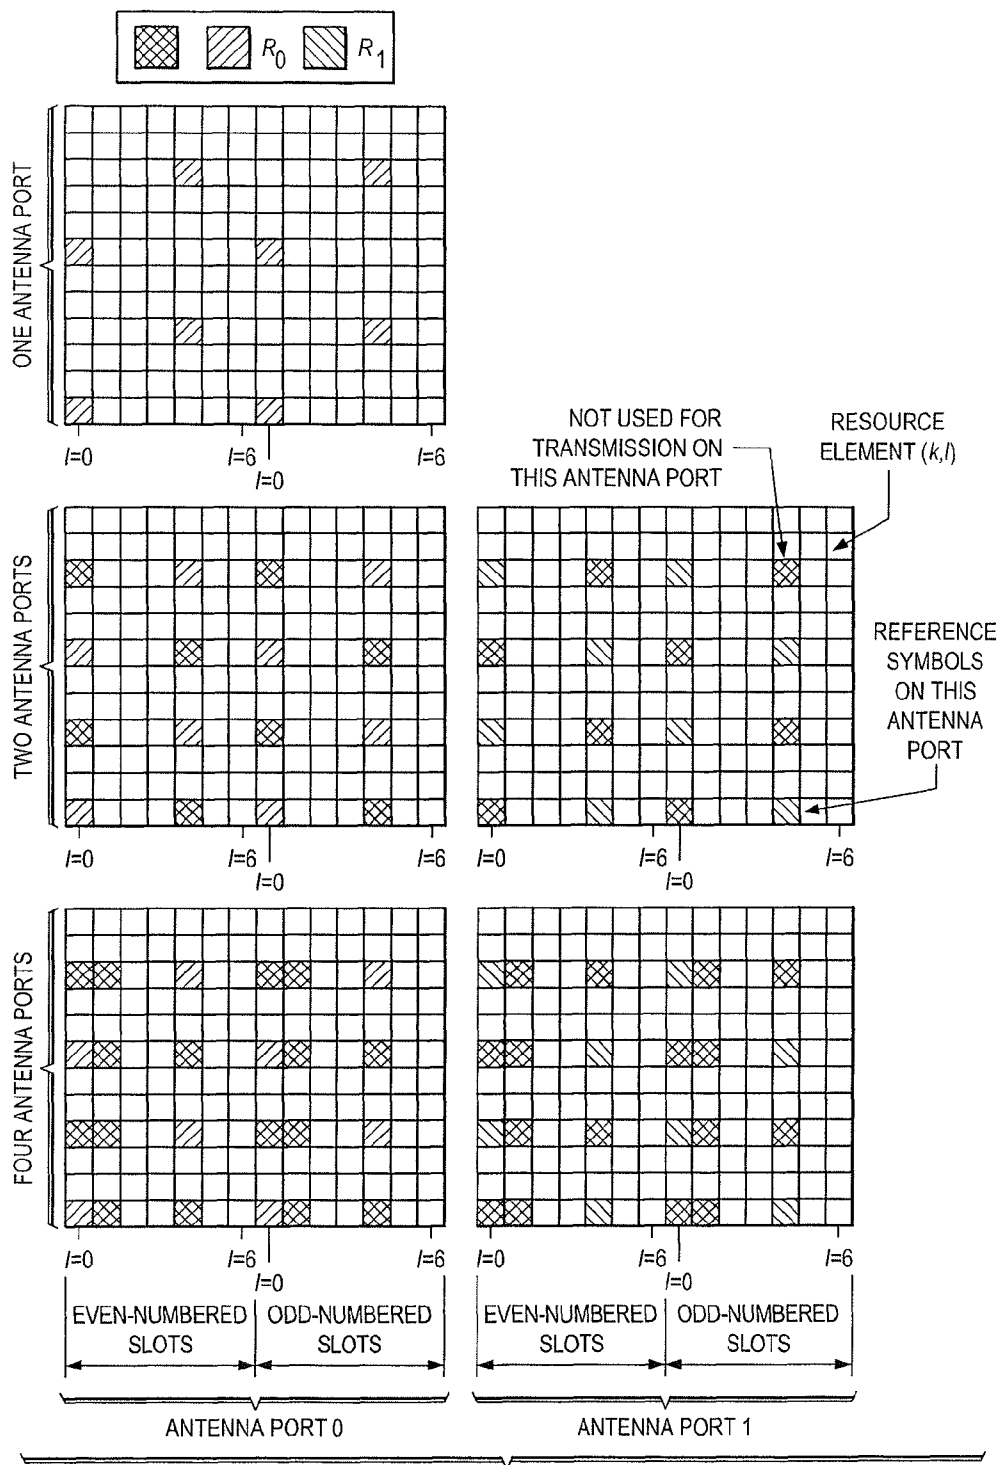 R0 R1
ONE ANTENNA PORT
l=0 l=6 l=6
l=0
NOT USED FOR
TRANSMISSION ON
THIS ANTENNA PORT
RESOURCE
ELEMENT (k,l)
TWO ANTENNA PORTS
REFERENCE
SYMBOLS
ON THIS
ANTENNA
PORT
l=0 l=6 l=6
l=0
l=0 l=6 l=6
l=0
FOUR ANTENNA PORTS
l=0 l=6 l=6
l=0
l=0 l=6 l=6
l=0
EVEN-NUMBERED
SLOTS
ODD-NUMBERED
SLOTS
EVEN-NUMBERED
SLOTS
ODD-NUMBERED
SLOTS
ANTENNA PORT 0
ANTENNA PORT 1